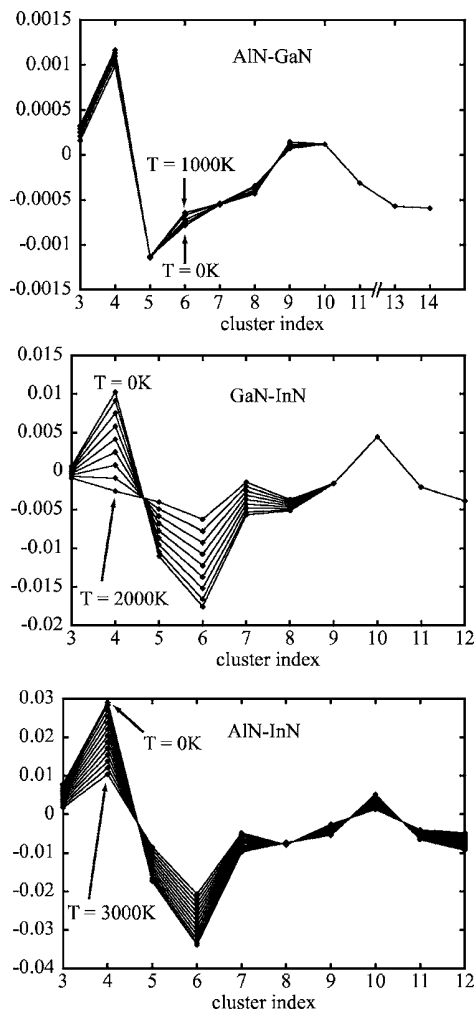 0.0015
0.001
AlN-GaN
0.0005
0
T = 1000K
-0.0005
-0.001
T = 0K
-0.0015
3 4 5 6 7 8 9 10 11 13 14
cluster index
0.015
0.01
T = 0K
GaN-InN
0.005
0
-0.005
-0.01
-0.015
T = 2000K
-0.02
3 4 5 6 7 8 9 10 11 12
cluster index
0.03
0.02
T = 0K
AlN-InN
0.01
0
-0.01
-0.02
T = 3000K
-0.03
-0.04
3 4 5 6 7 8 9 10 11 12
cluster index